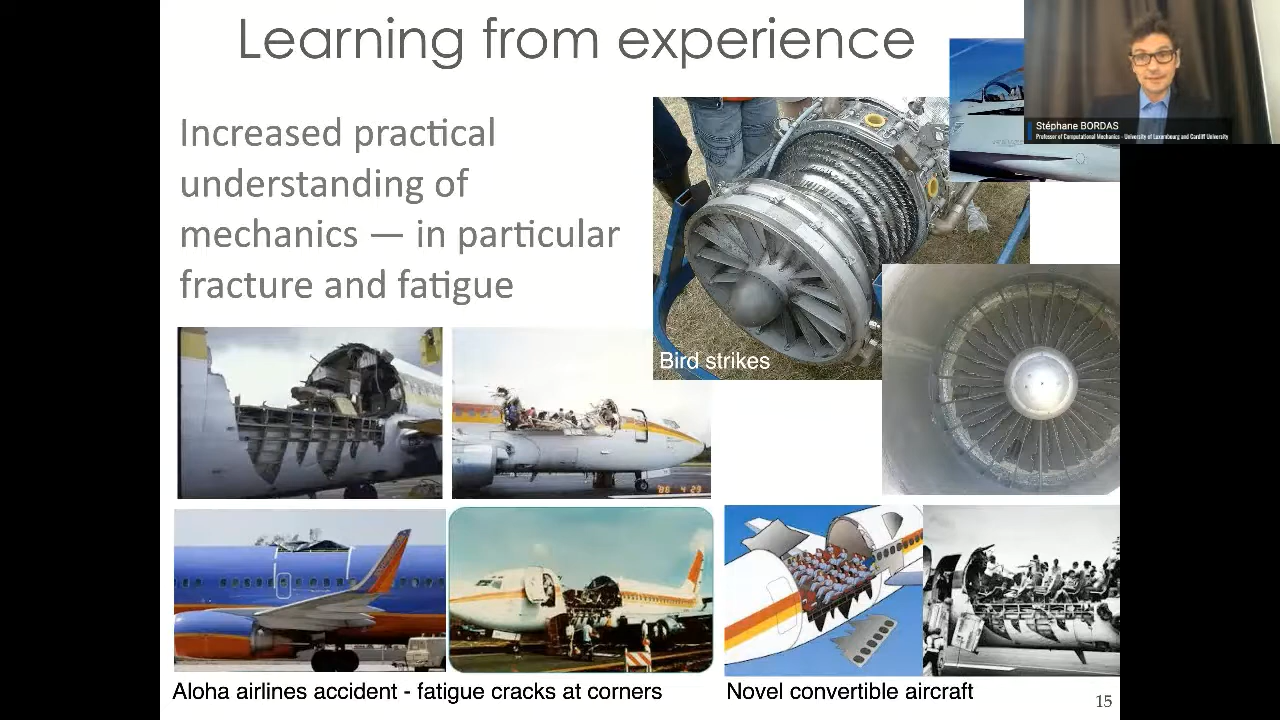 Learning from experience
Stéphane BORDAS
Professor of Computational Mechanics - University of Luxembourg and Cardiff University
Increased practical
understanding of
mechanics — in particular
fracture and fatigue
Bird strikes
'88 4 29
Aloha airlines accident - fatigue cracks at corners
Novel convertible aircraft
15